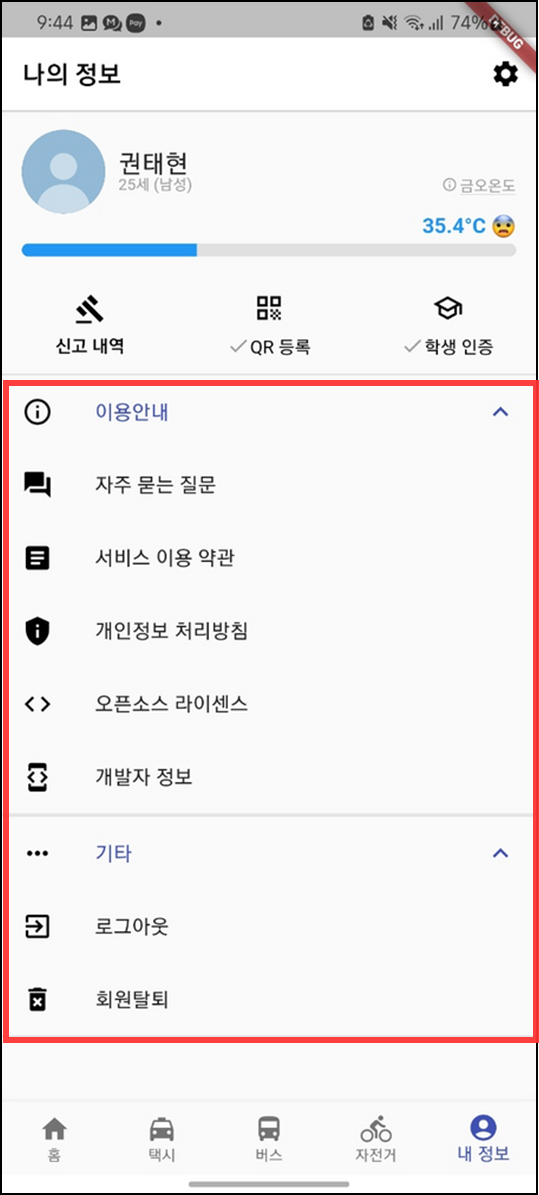 9:44 Pay 74%
DEBUG
나의 정보
권태현
25세 (남성)
금오온도
35.4°C
신고 내역 QR 등록 학생 인증
이용안내
자주 묻는 질문
서비스 이용 약관
개인정보 처리방침
오픈소스 라이센스
개발자 정보
기타
로그아웃
회원탈퇴
홈 택시 버스 자전거 내 정보